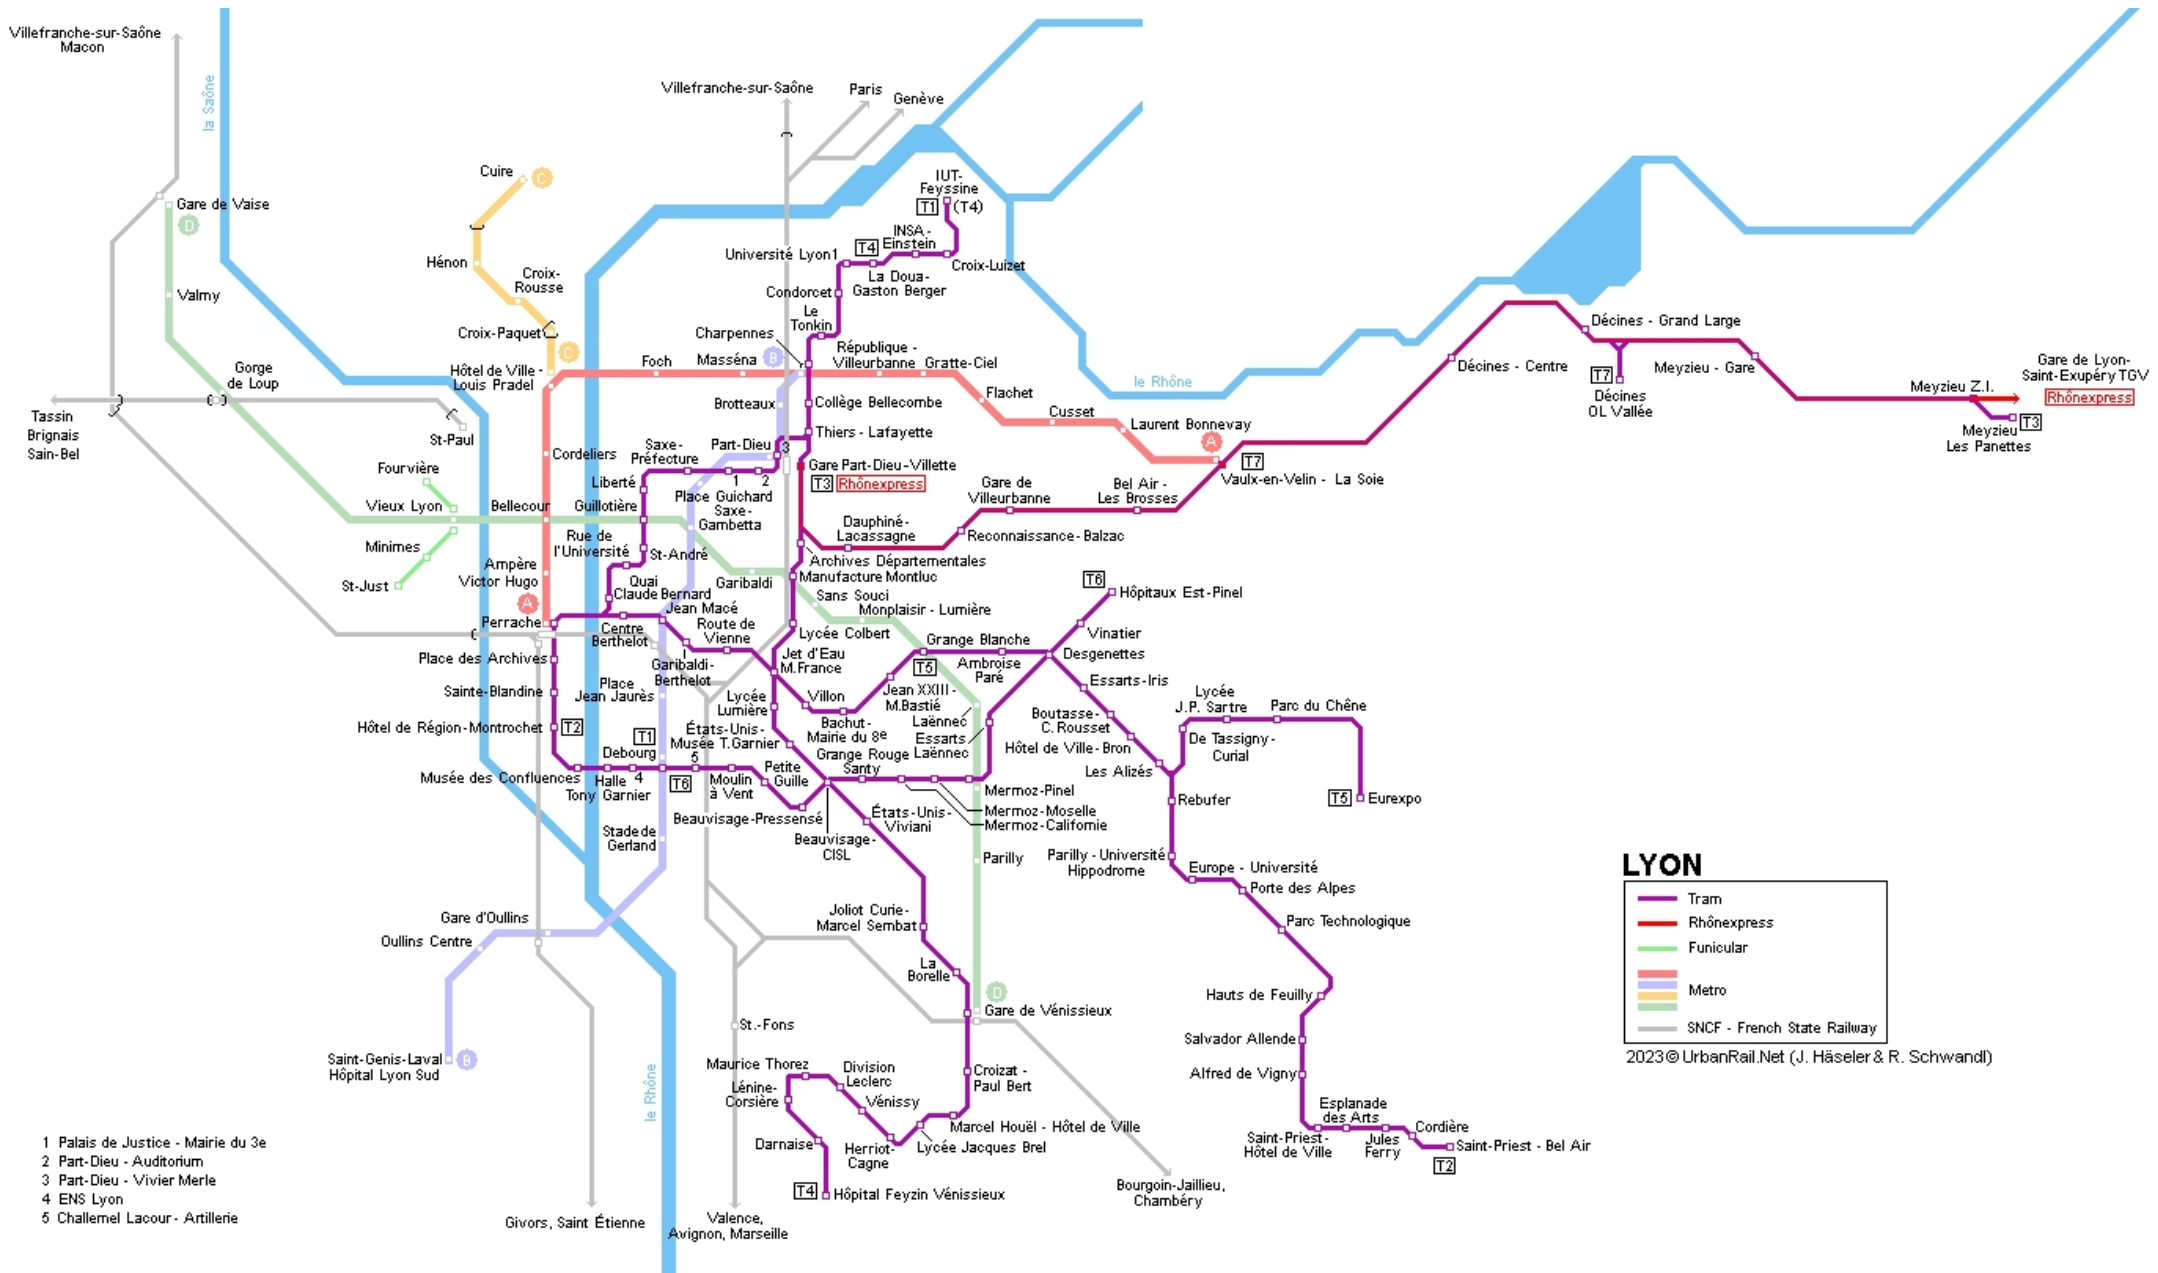 Villefranche-sur-Saône
Macon
la Saône
Villefranche-sur-Saône
Paris
Genève
Cuire
C
IUT-
Feyssine
T1
(T4)
Gare de Vaise
D
INSA-
Einstein
T4
Université Lyon1
Croix-Luizet
La Doua-
Gaston Berger
Hénon
Croix-
Rousse
Valmy
Condorcet
Le
Tonkin
Croix-Paquet
C
Charpennes
Foch
Masséna
B
République -
Villeurbanne
Gratte-Ciel
Hôtel de Ville -
Louis Pradel
Gorge
de Loup
le Rhône
Flachet
Cusset
Laurent Bonnevay
A
Décines - Grand Large
Décines - Centre
T7
Décines
OL Vallée
Meyzieu - Gare
Meyzieu Z.I.
Gare de Lyon-
Saint-Exupéry TGV
Rhônexpress
T3
Meyzieu
Les Panettes
Tassin
Brignais
Sain-Bel
St-Paul
Brotteaux
Collège Bellecombe
Thiers - Lafayette
Saxe-
Préfecture
Part-Dieu
3
Cordeliers
Gare Part-Dieu-Villette
T3
Rhônexpress
T7
Vaulx-en-Velin - La Soie
Fourvière
Liberté
1
2
Place Guichard
Saxe-
Gambetta
Gare de
Villeurbanne
Bel Air -
Les Brosses
Vieux Lyon
Bellecour
Guillotière
Dauphiné-
Lacassagne
Reconnaissance-Balzac
Minimes
Rue de
l'Université
St-André
Archives Départementales
Manufacture Montluc
St-Just
Ampère
Victor Hugo
Quai
Claude Bernard
Garibaldi
Sans Souci
Monplaisir - Lumière
T6
Hôpitaux Est-Pinel
A
Perrache
Centre
Berthelot
Jean Macé
Route de
Vienne
Lycée Colbert
Vinatier
Grange Blanche
Desgenettes
Place des Archives
Garibaldi-
Berthelot
Jet d'Eau
M.France
T5
Ambroise
Paré
Sainte-Blandine
Place
Jean Jaurès
Lycée
Lumière
Villon
Jean XXIII -
M.Bastié
Essarts-Iris
Lycée
J.P. Sartre
Parc du Chêne
Hôtel de Région-Montrochet
T2
T1
États-Unis-
Musée T.Garnier
Bachut-
Mairie du 8e
Laënnec
Essarts
Laënnec
Boutasse-
C.Rousset
Hôtel de Ville-Bron
De Tassigny-
Curial
Debourg
5
Grange Rouge
Santy
Les Alizés
Musée des Confluences
Halle
Tony Garnier
4
T6
Moulin
à Vent
Petite
Guille
Mermoz-Pinel
Mermoz-Moselle
Mermoz-Californie
Rebufer
T5
Eurexpo
Beauvisage-Pressensé
Beauvisage-
CISL
États-Unis-
Viviani
Stade de
Gerland
Parilly
Parilly - Université
Hippodrome
Europe - Université
Porte des Alpes
Parc Technologique
Gare d'Oullins
Oullins Centre
Joliot Curie-
Marcel Sembat
La
Borelle
D
Gare de Vénissieux
Hauts de Feuilly
Saint-Genis-Laval
Hôpital Lyon Sud
B
St.-Fons
Salvador Allende
Alfred de Vigny
le Rhône
Maurice Thorez
Lénine-
Corsière
Division
Leclerc
Vénissy
Croizat -
Paul Bert
Marcel Houël - Hôtel de Ville
Lycée Jacques Brel
Herriot-
Cagne
Darnaise
T4
Hôpital Feyzin Vénissieux
Esplanade
des Arts
Saint-Priest-
Hôtel de Ville
Jules
Ferry
Cordière
Saint-Priest - Bel Air
T2
Bourgoin-Jaillieu,
Chambéry
Givors, Saint Étienne
Valence,
Avignon, Marseille
1 Palais de Justice - Mairie du 3e
2 Part-Dieu - Auditorium
3 Part-Dieu - Vivier Merle
4 ENS Lyon
5 Challemel Lacour - Artillerie
LYON
Tram
Rhônexpress
Funicular
Metro
SNCF - French State Railway
2023 © UrbanRail.Net (J. Häseler & R. Schwandl)